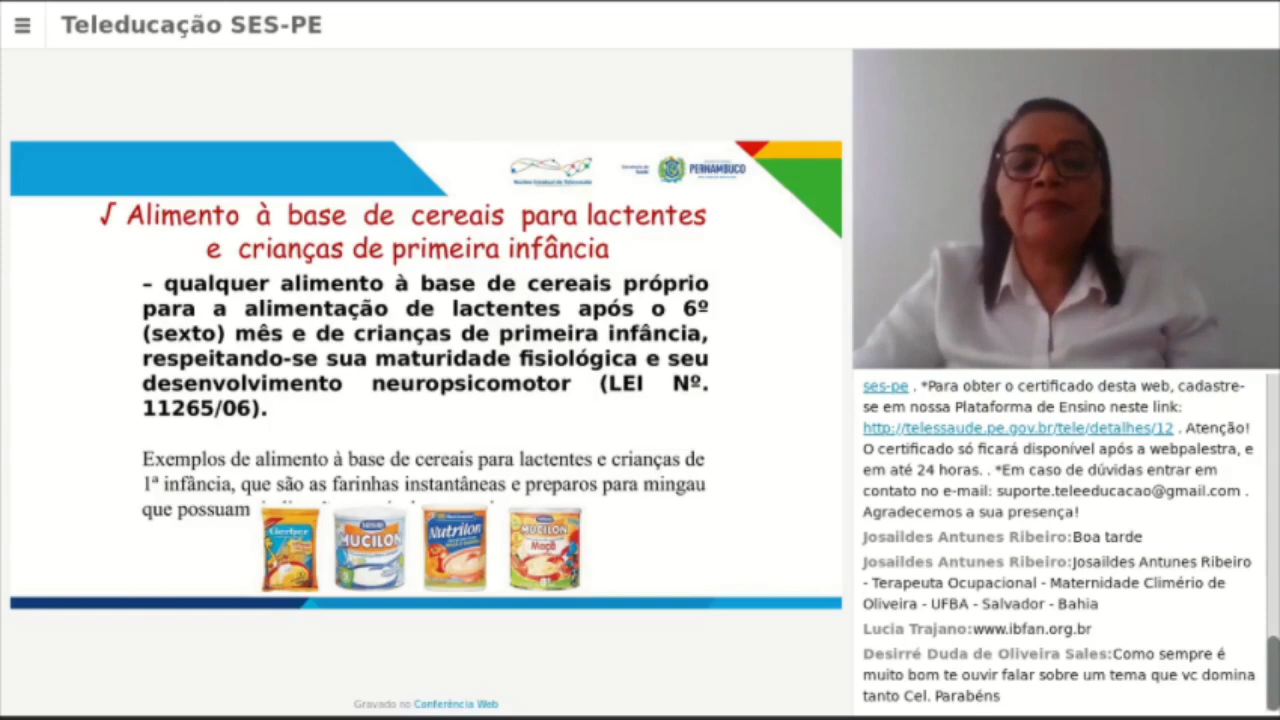 Teleducação SES-PE
Secretaria de
Saúde
PERNAMBUCO
√ Alimento à base de cereais para lactentes
e crianças de primeira infância
– qualquer alimento à base de cereais próprio
para a alimentação de lactentes após o 6º
(sexto) mês e de crianças de primeira infância,
respeitando-se sua maturidade fisiológica e seu
desenvolvimento neuropsicomotor (LEI Nº.
11265/06).
Exemplos de alimento à base de cereais para lactentes e crianças de
1ª infância, que são as farinhas instantâneas e preparos para mingau
que possuam
Gerber
MUCILON
Nutrilon
MUCILON
Maçã
Gravado no Conferência Web
ses-pe . *Para obter o certificado desta web, cadastre-
se em nossa Plataforma de Ensino neste link:
http://telessaude.pe.gov.br/tele/detalhes/12 . Atenção!
O certificado só ficará disponível após a webpalestra, e
em até 24 horas. . *Em caso de dúvidas entrar em
contato no e-mail: suporte.teleeducacao@gmail.com .
Agradecemos a sua presença!
Josaildes Antunes Ribeiro:Boa tarde
Josaildes Antunes Ribeiro:Josaildes Antunes Ribeiro
- Terapeuta Ocupacional - Maternidade Climério de
Oliveira - UFBA - Salvador - Bahia
Lucia Trajano:www.ibfan.org.br
Desirré Duda de Oliveira Sales:Como sempre é
muito bom te ouvir falar sobre um tema que vc domina
tanto Cel. Parabéns